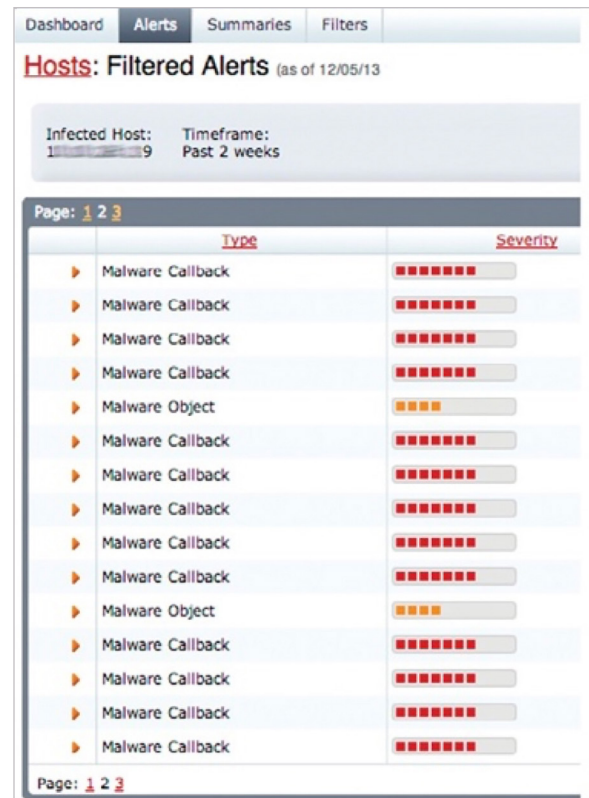 Dashboard Alerts Summaries Filters
Hosts: Filtered Alerts (as of 12/05/13
Infected Host: Timeframe:
Past 2 weeks
Page: 1 2 3
Type Severity
Malware Callback
Malware Callback
Malware Callback
Malware Callback
Malware Object
Malware Callback
Malware Callback
Malware Callback
Malware Callback
Malware Callback
Malware Object
Malware Callback
Malware Callback
Malware Callback
Malware Callback
Page: 1 2 3